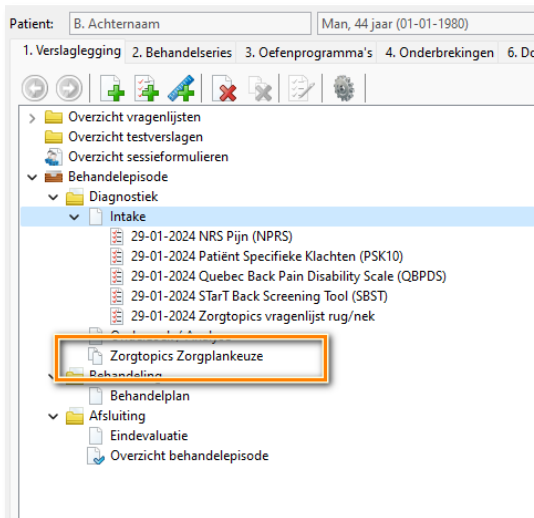 Patient: B. Achternaam Man, 44 jaar (01-01-1980)
1. Verslaglegging 2. Behandelseries 3. Oefenprogramma's 4. Onderbrekingen 6. Do
Overzicht vragenlijsten
Overzicht testverslagen
Overzicht sessieformulieren
Behandelepisode
Diagnostiek
Intake
29-01-2024 NRS Pijn (NPRS)
29-01-2024 Patiënt Specifieke Klachten (PSK10)
29-01-2024 Quebec Back Pain Disability Scale (QBPDS)
29-01-2024 STarT Back Screening Tool (SBST)
29-01-2024 Zorgtopics vragenlijst rug/nek
Zorgtopics Zorgplankeuze
Behandeling
Behandelplan
Afsluiting
Eindevaluatie
Overzicht behandelepisode